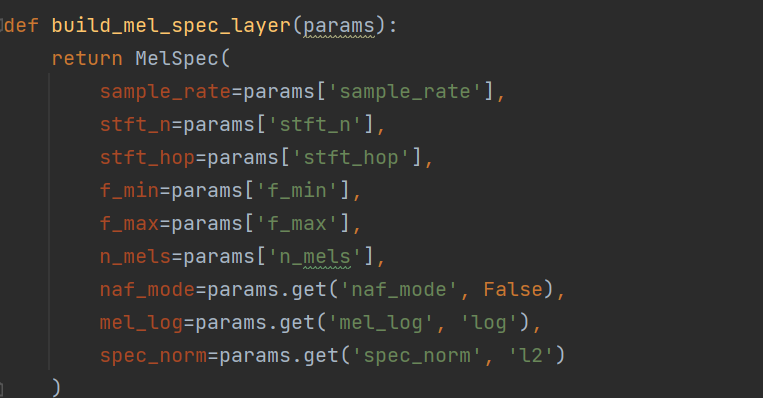 def build_mel_spec_layer(params):
    return MelSpec(
        sample_rate=params['sample_rate'],
        stft_n=params['stft_n'],
        stft_hop=params['stft_hop'],
        f_min=params['f_min'],
        f_max=params['f_max'],
        n_mels=params['n_mels'],
        naf_mode=params.get('naf_mode', False),
        mel_log=params.get('mel_log', 'log'),
        spec_norm=params.get('spec_norm', 'l2')
    )